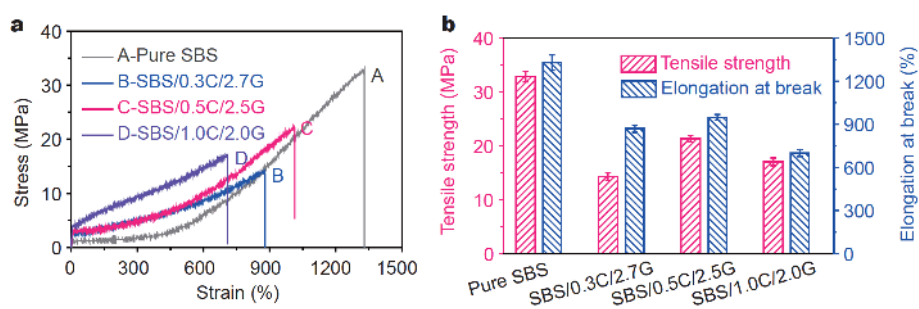 a
40
30
20
10
0
Stress (MPa)
A-Pure SBS
B-SBS/0.3C/2.7G
C-SBS/0.5C/2.5G
D-SBS/1.0C/2.0G
A
B
C
D
0 300 600 900 1200 1500
Strain (%)
b
40
30
20
10
0
Tensile strength (MPa)
Tensile strength
Elongation at break
1500
1200
900
600
300
0
Elongation at break (%)
Pure SBS
SBS/0.3C/2.7G
SBS/0.5C/2.5G
SBS/1.0C/2.0G